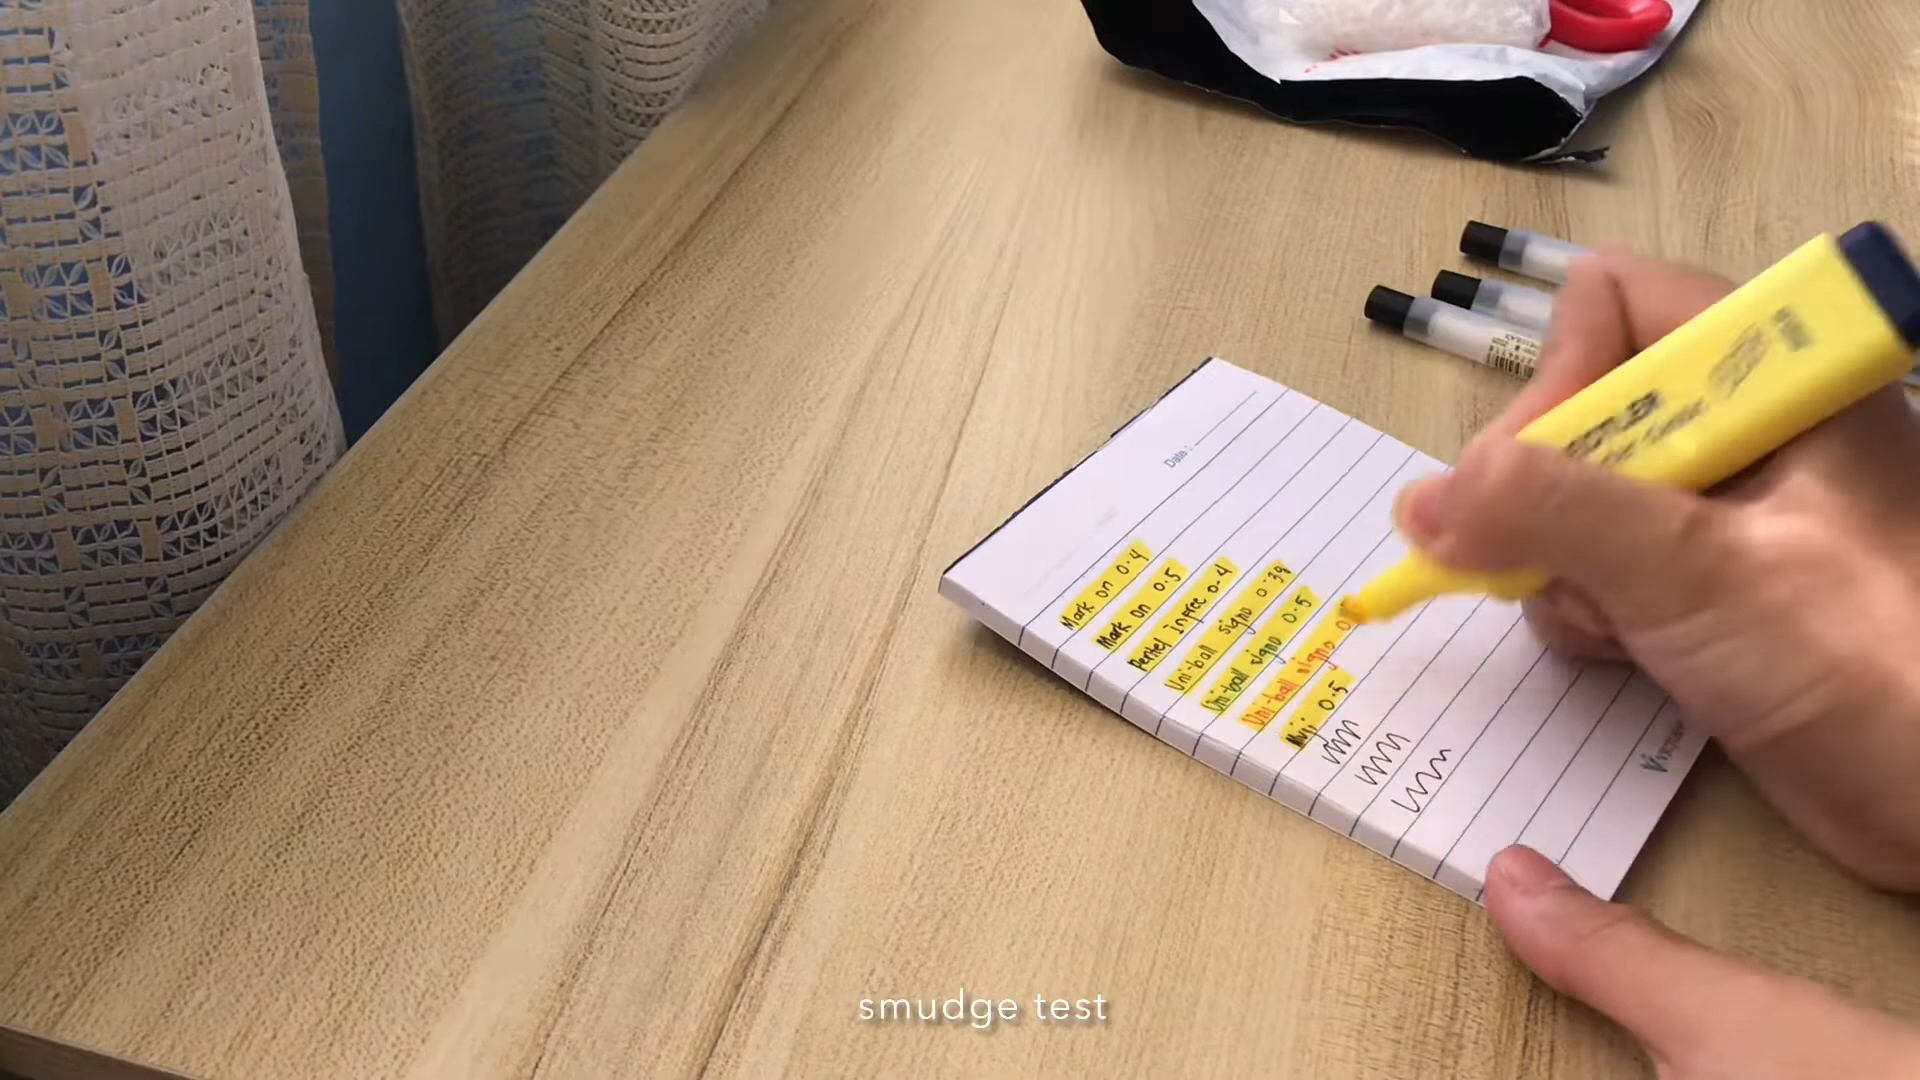 Date :
Mark on 0.4
Mark on 0.5
Pentel infree 0.4
Uni-ball signo 0.38
Uni-ball signo 0.5
Uni-ball signo
Muji 0.5
smudge test